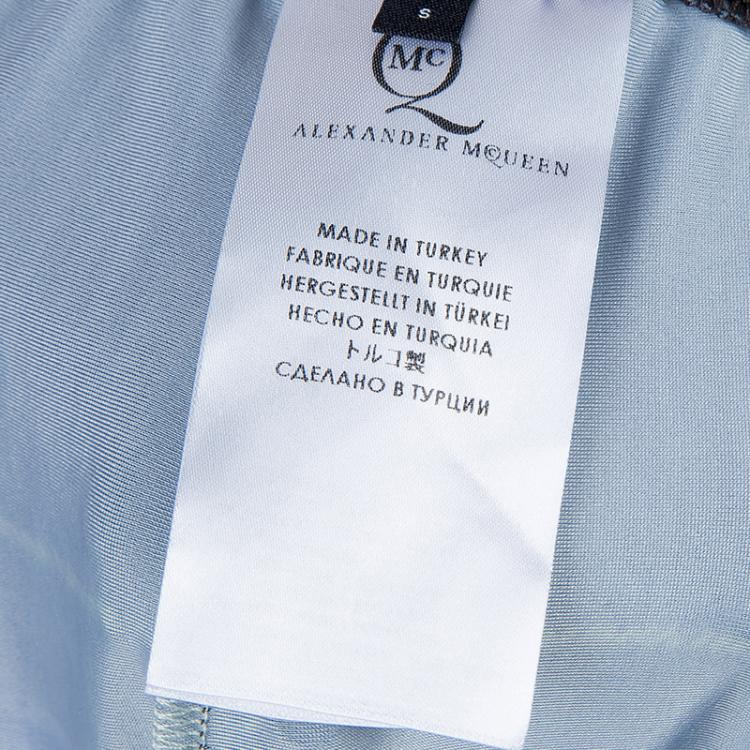 S
McQ
ALEXANDER McQUEEN
MADE IN TURKEY
FABRIQUE EN TURQUIE
HERGESTELLT IN TÜRKEI
HECHO EN TURQUIA
トルコ製
СДЕЛАНО В ТУРЦИИ